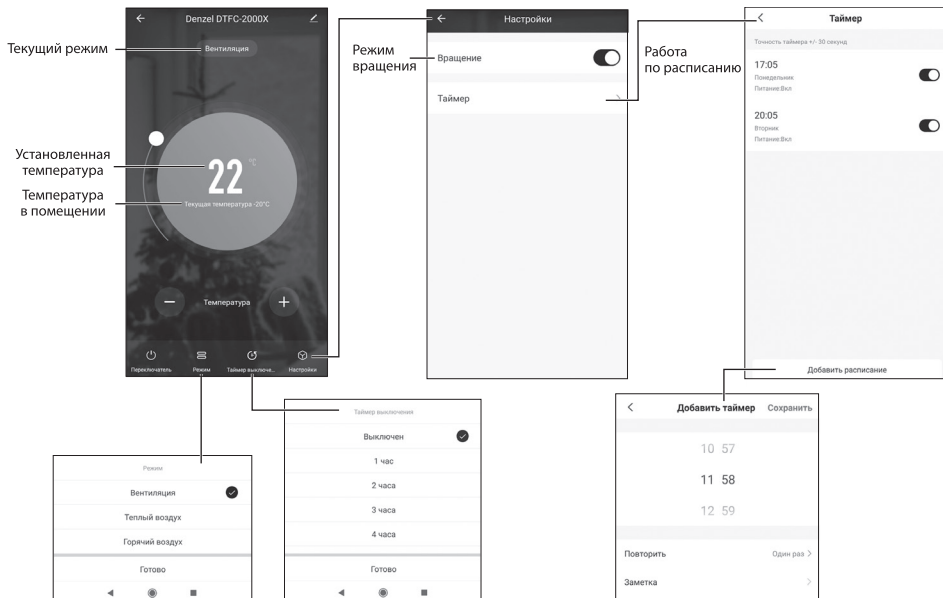 Denzel DTFC-2000X
Текущий режим
Вентиляция
Установленная
температура
22 °C
Температура
в помещении
Текущая температура -20°C
Температура
Переключатель
Режим
Таймер выключе...
Настройки
Настройки
Режим
вращения
Вращение
Таймер
Работа
по расписанию
Таймер
Точность таймера +/- 30 секунд
17:05
Понедельник
Питание:Вкл
20:05
Вторник
Питание:Вкл
Добавить расписание
Режим
Вентиляция
Теплый воздух
Горячий воздух
Готово
Таймер выключения
Выключен
1 час
2 часа
3 часа
4 часа
Готово
Добавить таймер
Сохранить
10 57
11 58
12 59
Повторить
Один раз
Заметка